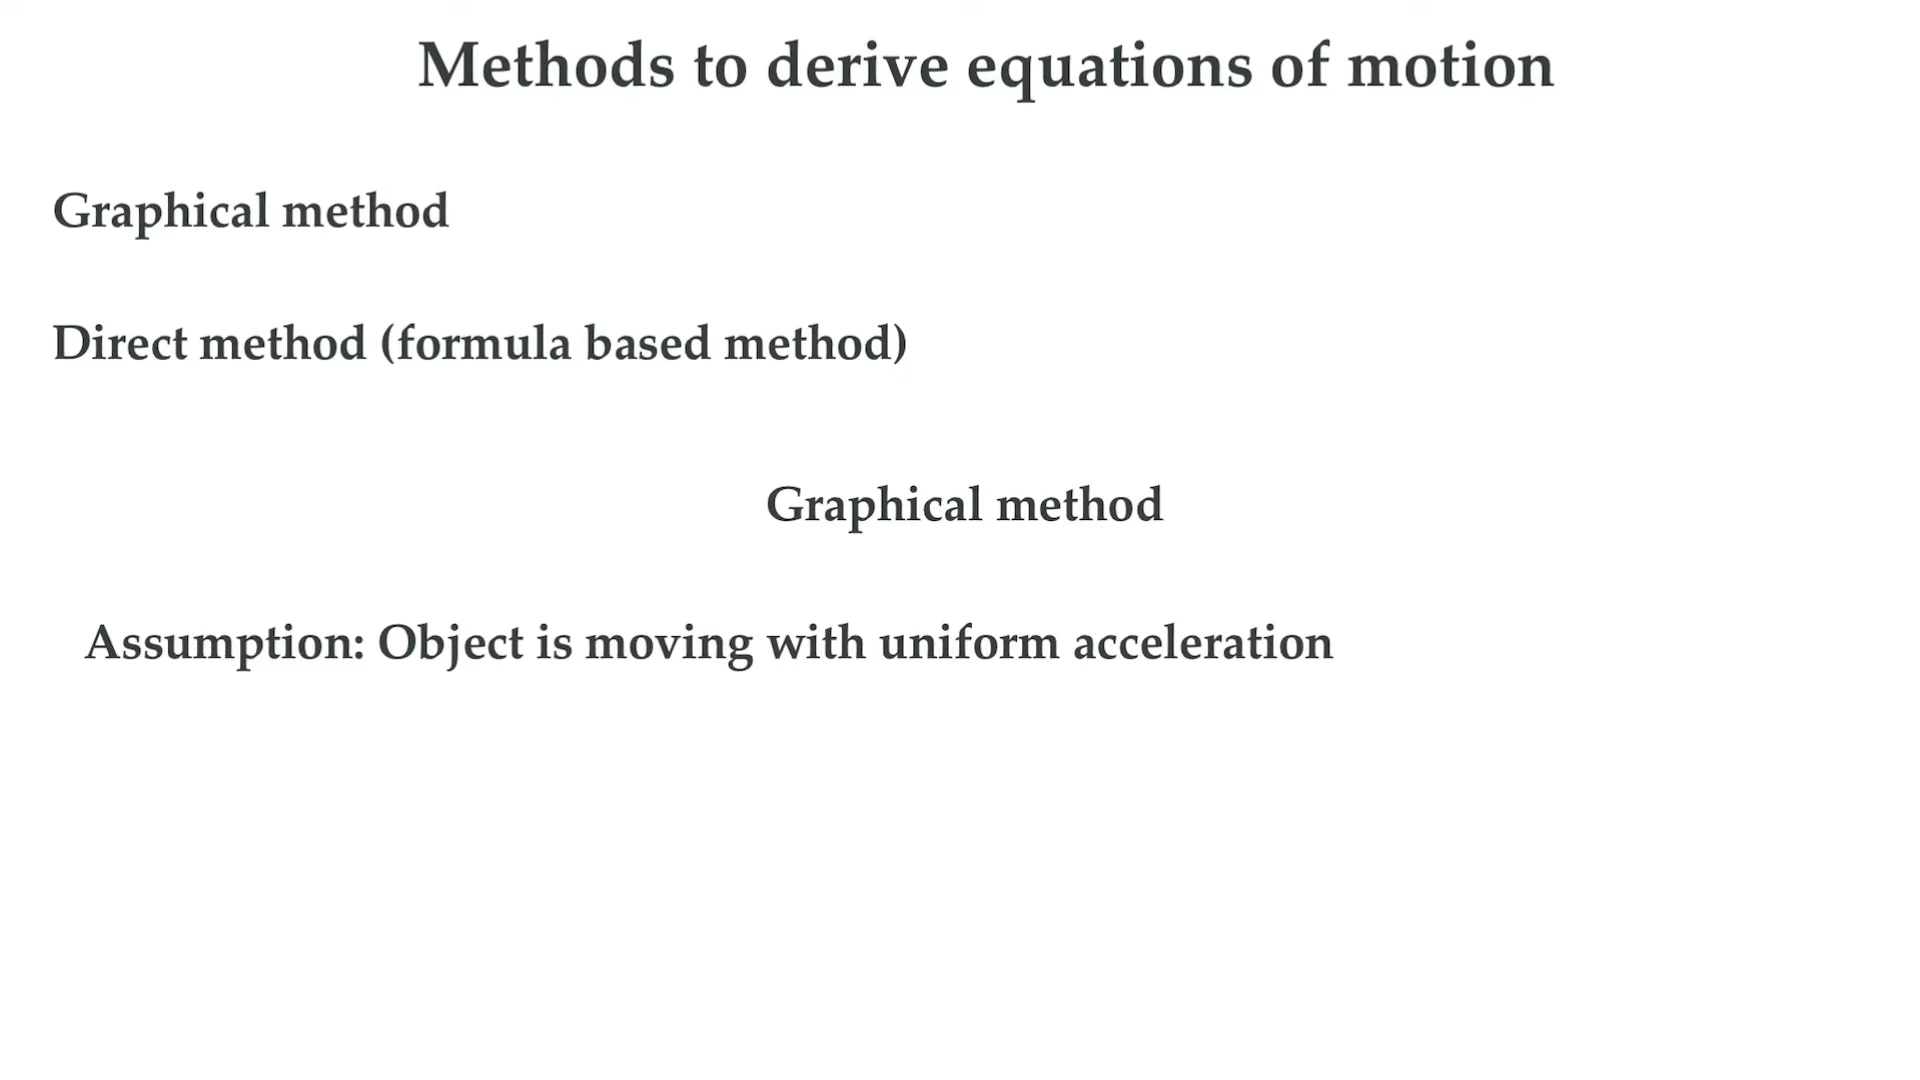 Methods to derive equations of motion
Graphical method
Direct method (formula based method)
Graphical method
Assumption: Object is moving with uniform acceleration